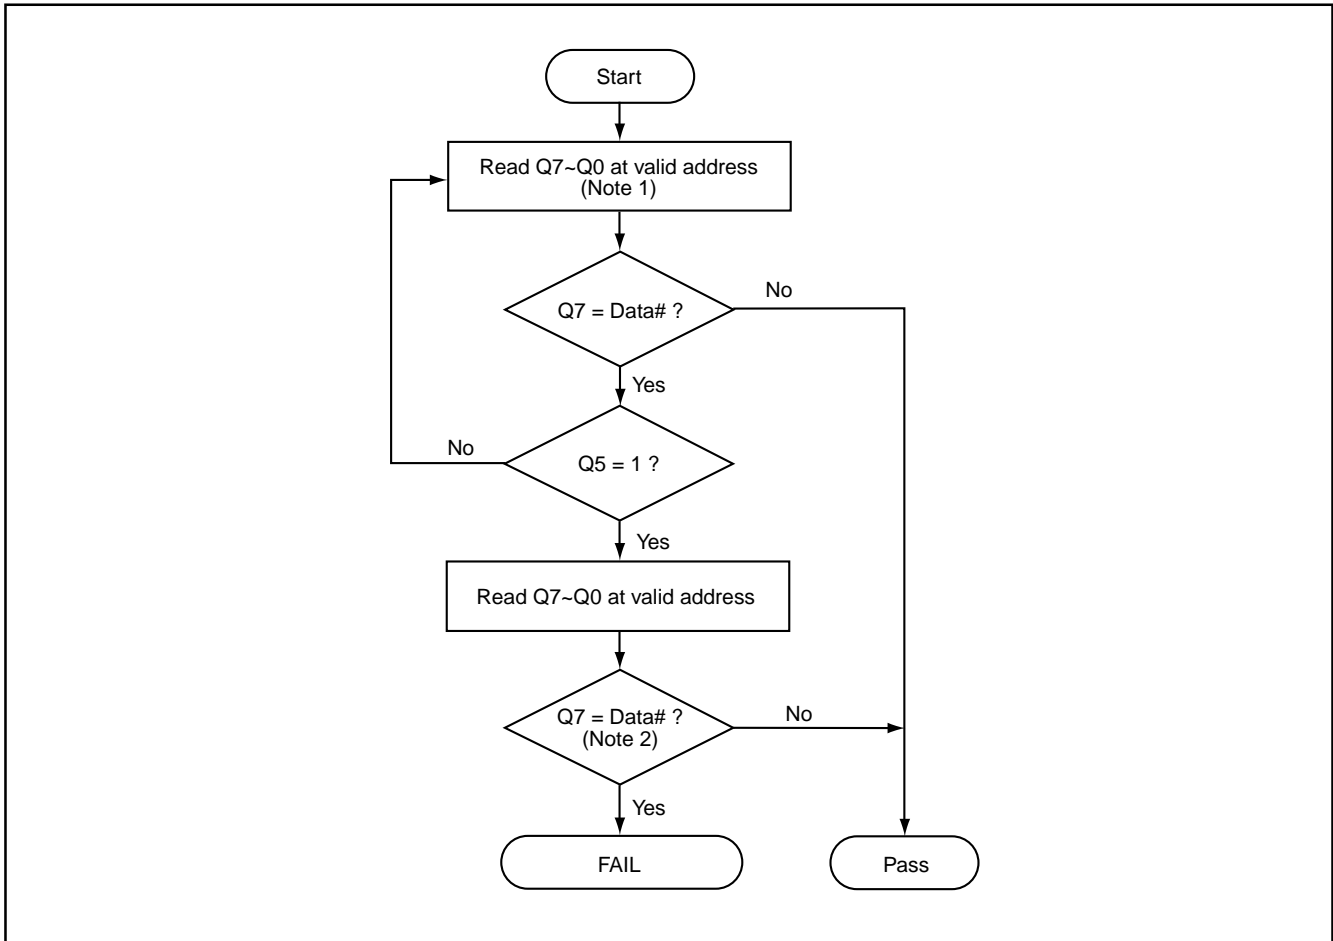 Start
Read Q7~Q0 at valid address
(Note 1)
No
Q7 = Data# ?
Yes
No
Q5 = 1 ?
Yes
Read Q7~Q0 at valid address
Q7 = Data# ?
(Note 2)
No
Yes
FAIL
Pass